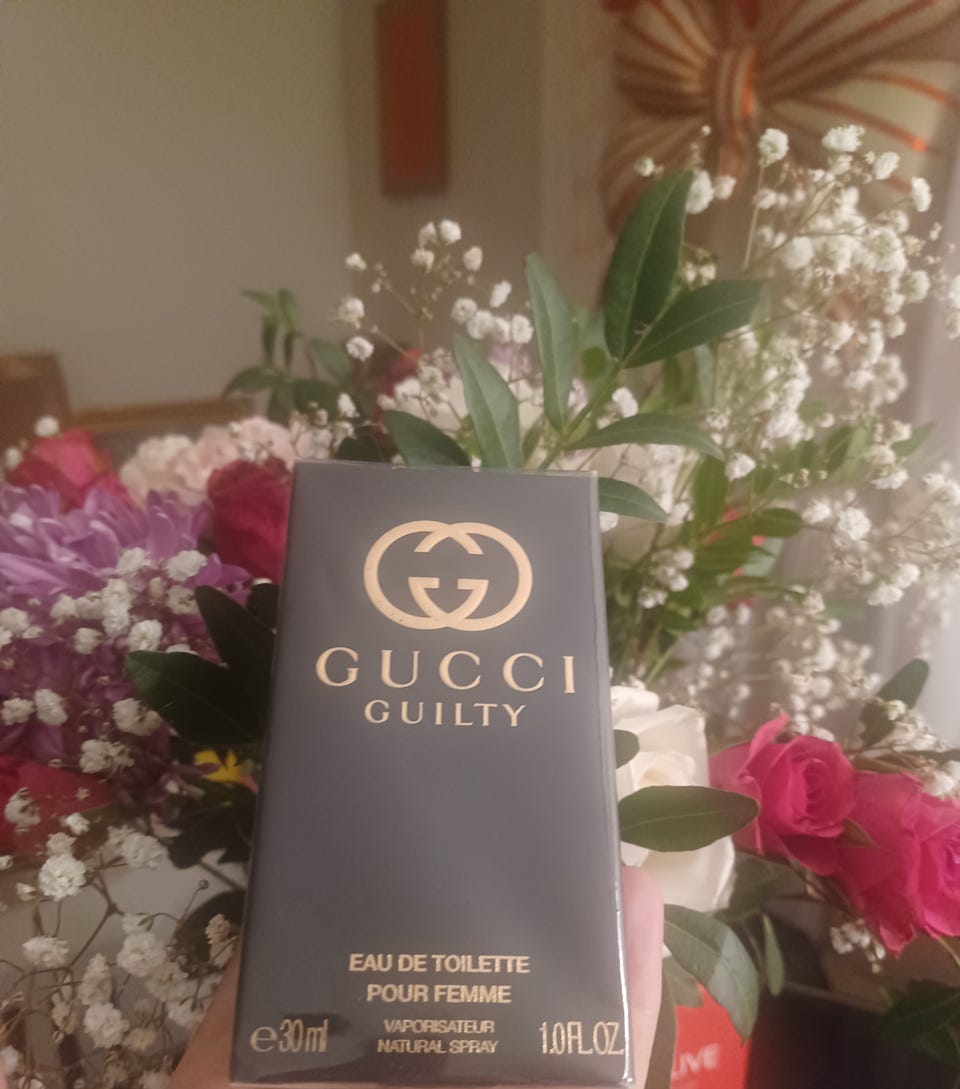 GUCCI
GUILTY
EAU DE TOILETTE
POUR FEMME
VAPORISATEUR
NATURAL SPRAY
e30ml
1.0FL.OZ.